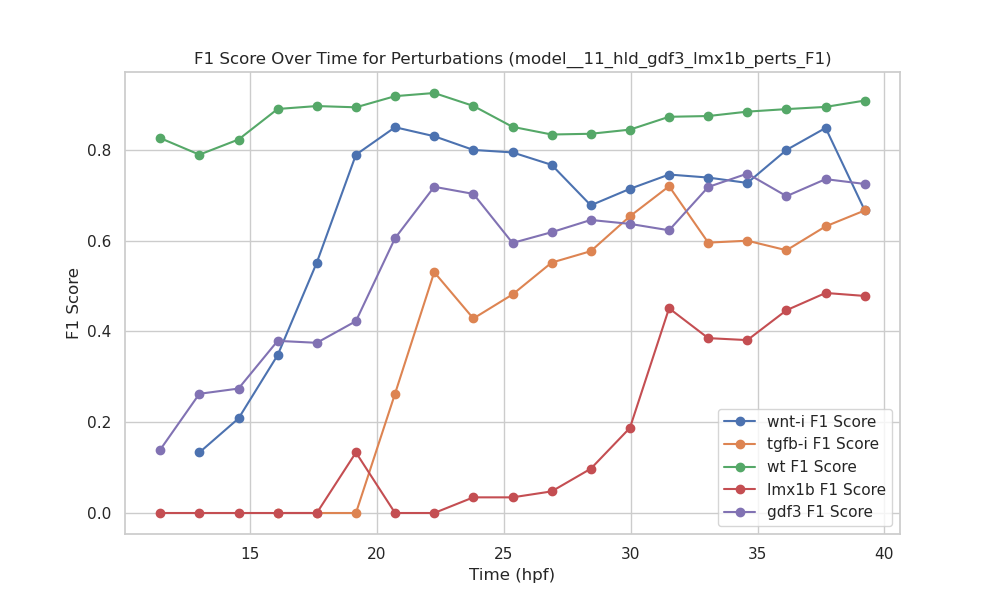 F1 Score Over Time for Perturbations (model__11_hld_gdf3_lmx1b_perts_F1)
F1 Score
0.8
0.6
0.4
0.2
0.0
wnt-i F1 Score
tgfb-i F1 Score
wt F1 Score
lmx1b F1 Score
gdf3 F1 Score
15
20
25
30
35
40
Time (hpf)